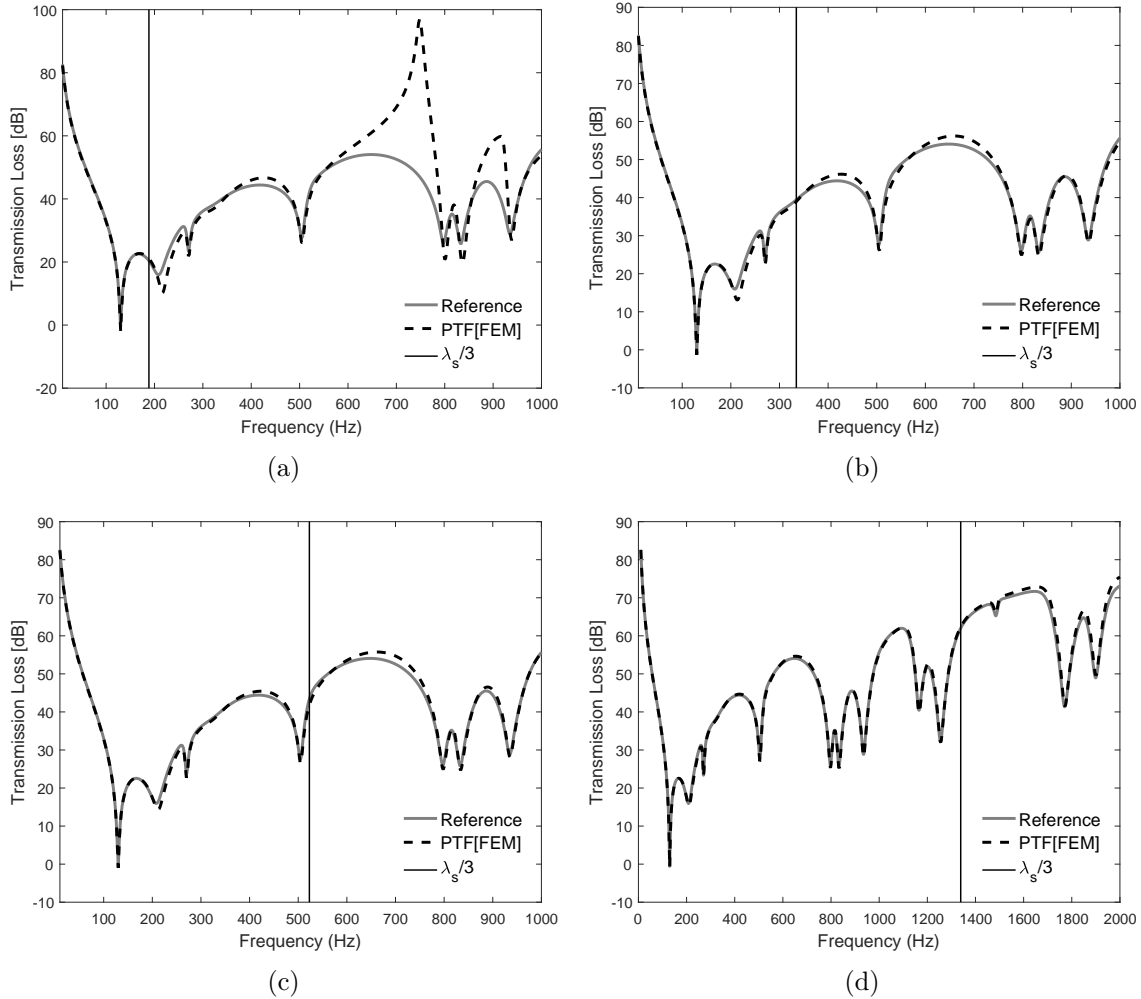 100
80
60
40
20
0
-20
Transmission Loss [dB]
Reference
PTF[FEM]
λs/3
100 200 300 400 500 600 700 800 900 1000
Frequency (Hz)
(a)
90
80
70
60
50
40
30
20
10
0
-10
Transmission Loss [dB]
Reference
PTF[FEM]
λs/3
100 200 300 400 500 600 700 800 900 1000
Frequency (Hz)
(b)
90
80
70
60
50
40
30
20
10
0
-10
Transmission Loss [dB]
Reference
PTF[FEM]
λs/3
100 200 300 400 500 600 700 800 900 1000
Frequency (Hz)
(c)
90
80
70
60
50
40
30
20
10
0
-10
Transmission Loss [dB]
Reference
PTF[FEM]
λs/3
0 200 400 600 800 1000 1200 1400 1600 1800 2000
Frequency (Hz)
(d)